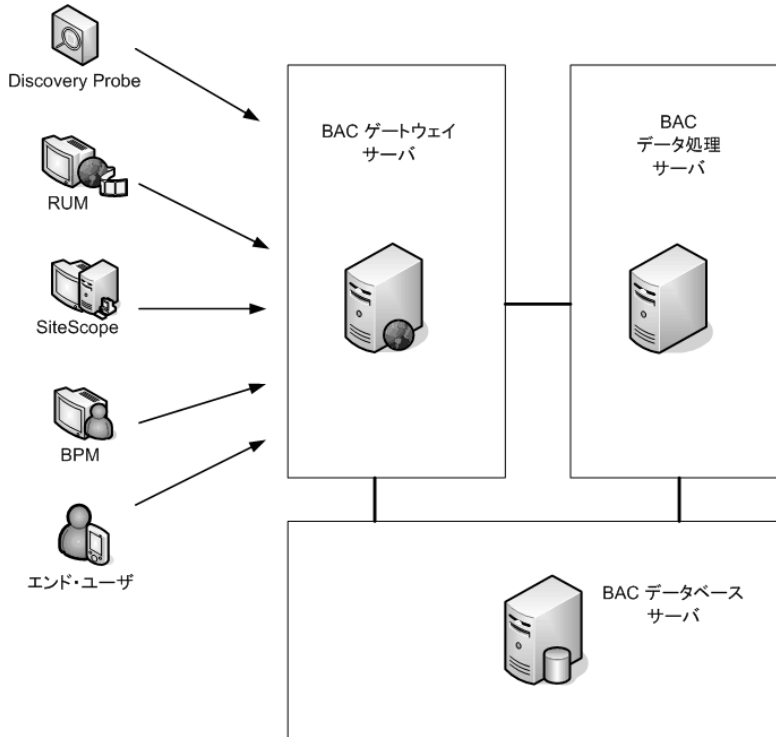 Discovery Probe
RUM
SiteScope
BPM
エンド・ユーザ
BAC ゲートウェイ
サーバ
BAC
データ処理
サーバ
BAC データベース
サーバ